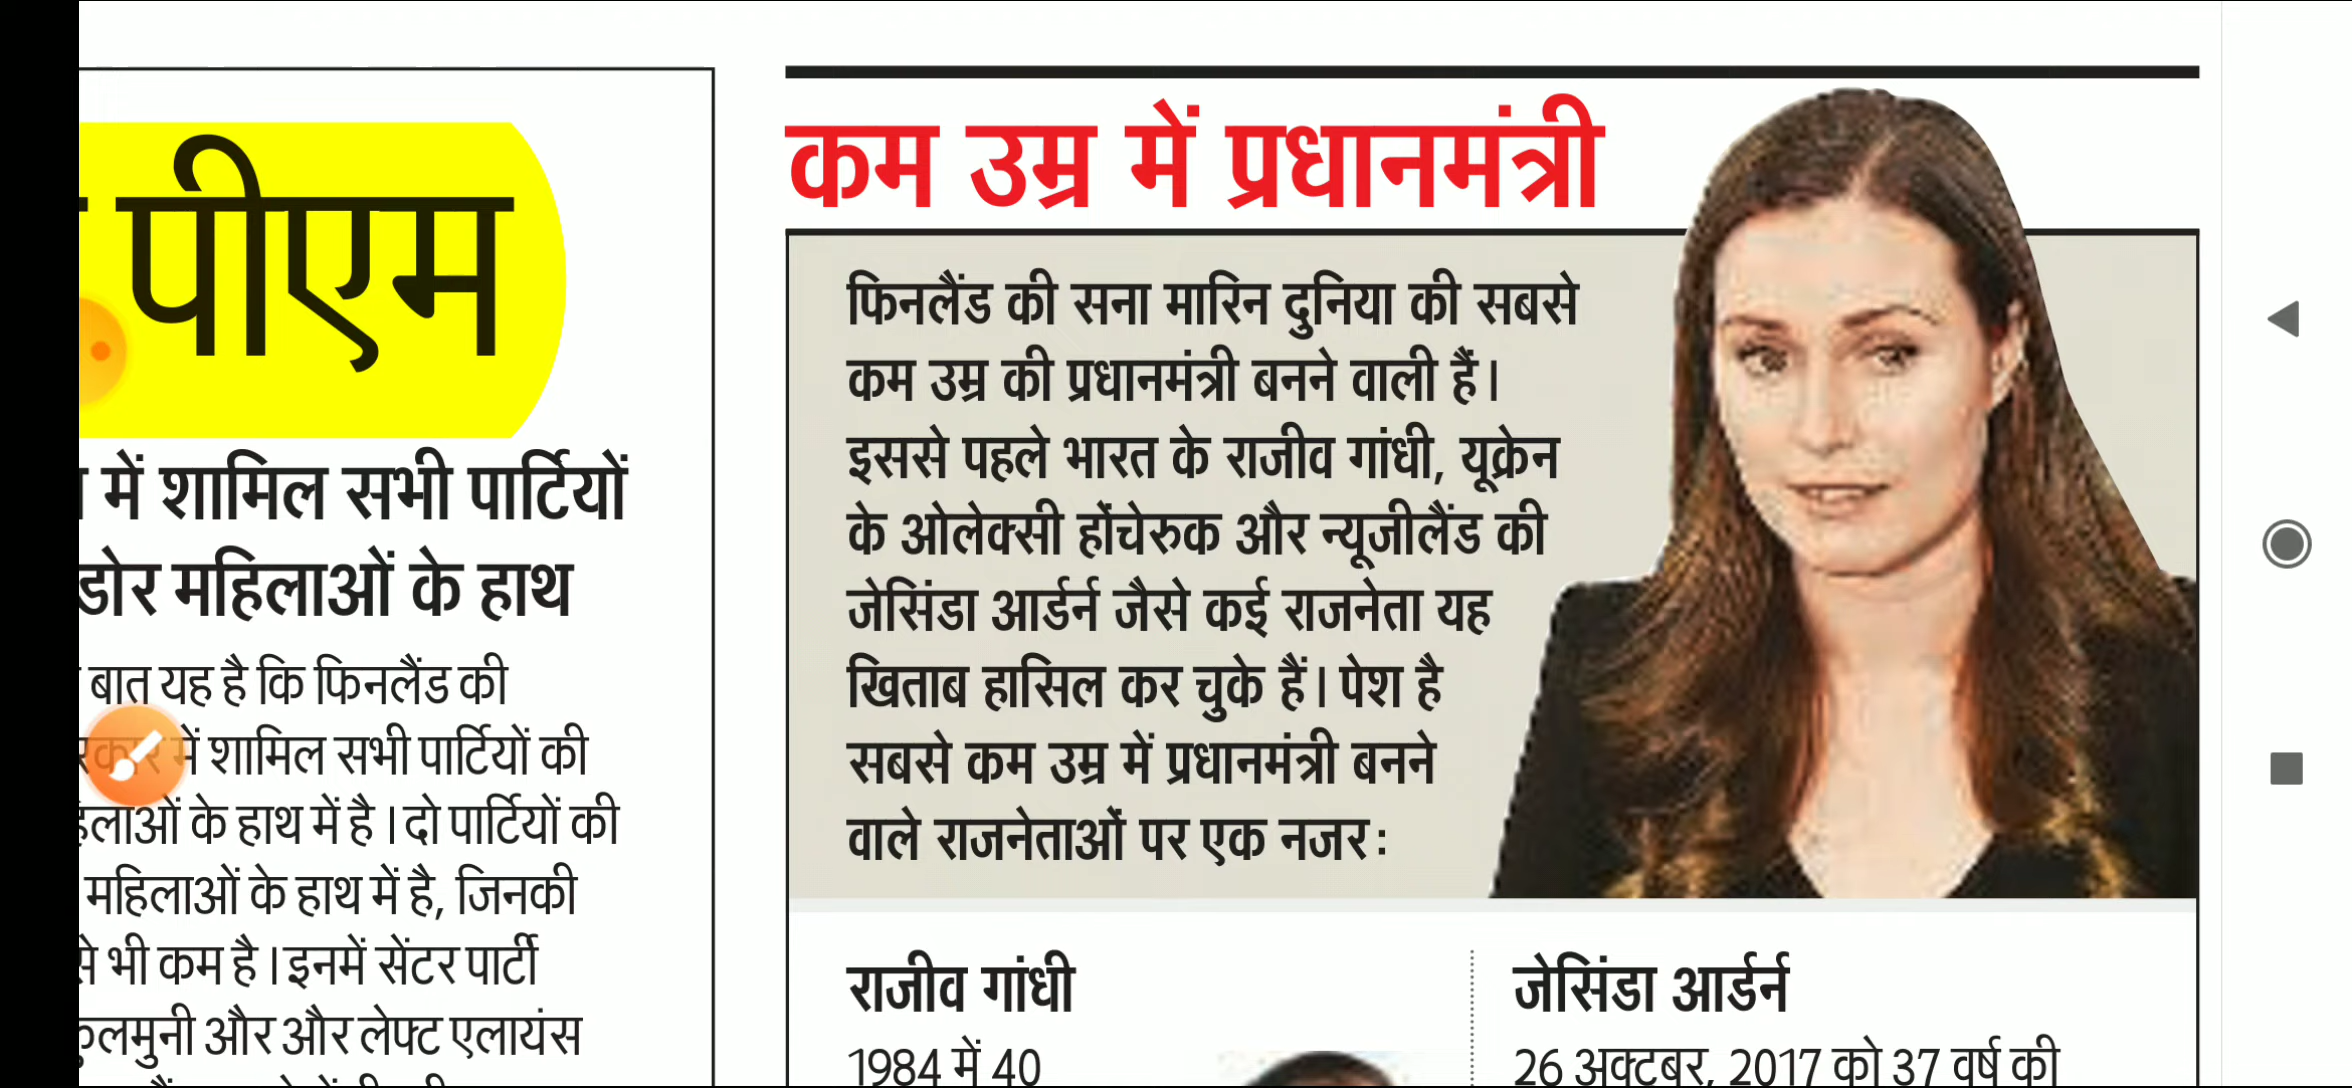 पीएम
में शामिल सभी पार्टियों
डोर महिलाओं के हाथ
बात यह है कि फिनलैंड की
में शामिल सभी पार्टियों की
के हाथ में है । दो पार्टियों की
महिलाओं के हाथ में है, जिनकी
से भी कम है । इनमें सेंटर पार्टी
और और लेफ्ट एलायंस
कम उम्र में प्रधानमंत्री
फिनलैंड की सना मारिन दुनिया की सबसे
कम उम्र की प्रधानमंत्री बनने वाली हैं ।
इससे पहले भारत के राजीव गांधी, यूक्रेन
के ओलेक्सी होंचेरुक और न्यूजीलैंड की
जेसिंडा आर्डर्न जैसे कई राजनेता यह
खिताब हासिल कर चुके हैं । पेश है
सबसे कम उम्र में प्रधानमंत्री बनने
वाले राजनेताओं पर एक नजर:
राजीव गांधी
1984 में 40
जेसिंडा आर्डर्न
26 अक्टूबर, 2017 को 37 वर्ष की